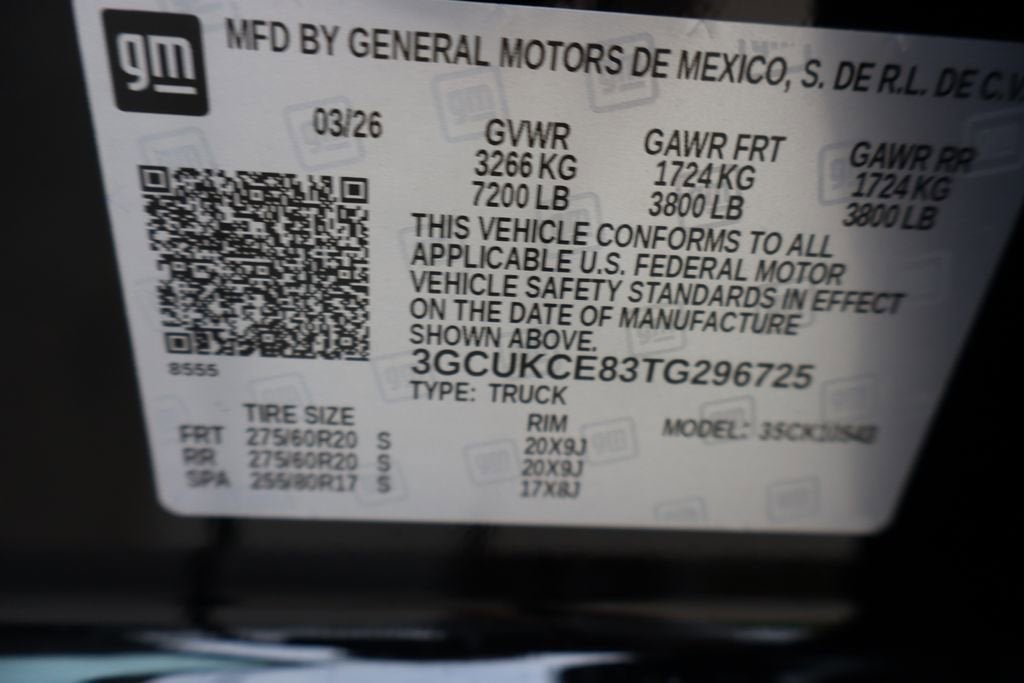 gm
MFD BY GENERAL MOTORS DE MEXICO, S. DE R.L. DE C.V.
03/26
GVWR GAWR FRT GAWR RR
3266 KG 1724 KG 1724 KG
7200 LB 3800 LB 3800 LB
THIS VEHICLE CONFORMS TO ALL
APPLICABLE U.S. FEDERAL MOTOR
VEHICLE SAFETY STANDARDS IN EFFECT
ON THE DATE OF MANUFACTURE
SHOWN ABOVE.
3GCUKCE83TG296725
8555
TYPE: TRUCK
TIRE SIZE RIM MODEL:
FRT 275/60R20 S 20X9J
RR 275/60R20 S 20X9J
SPA 255/80R17 S 17X8J